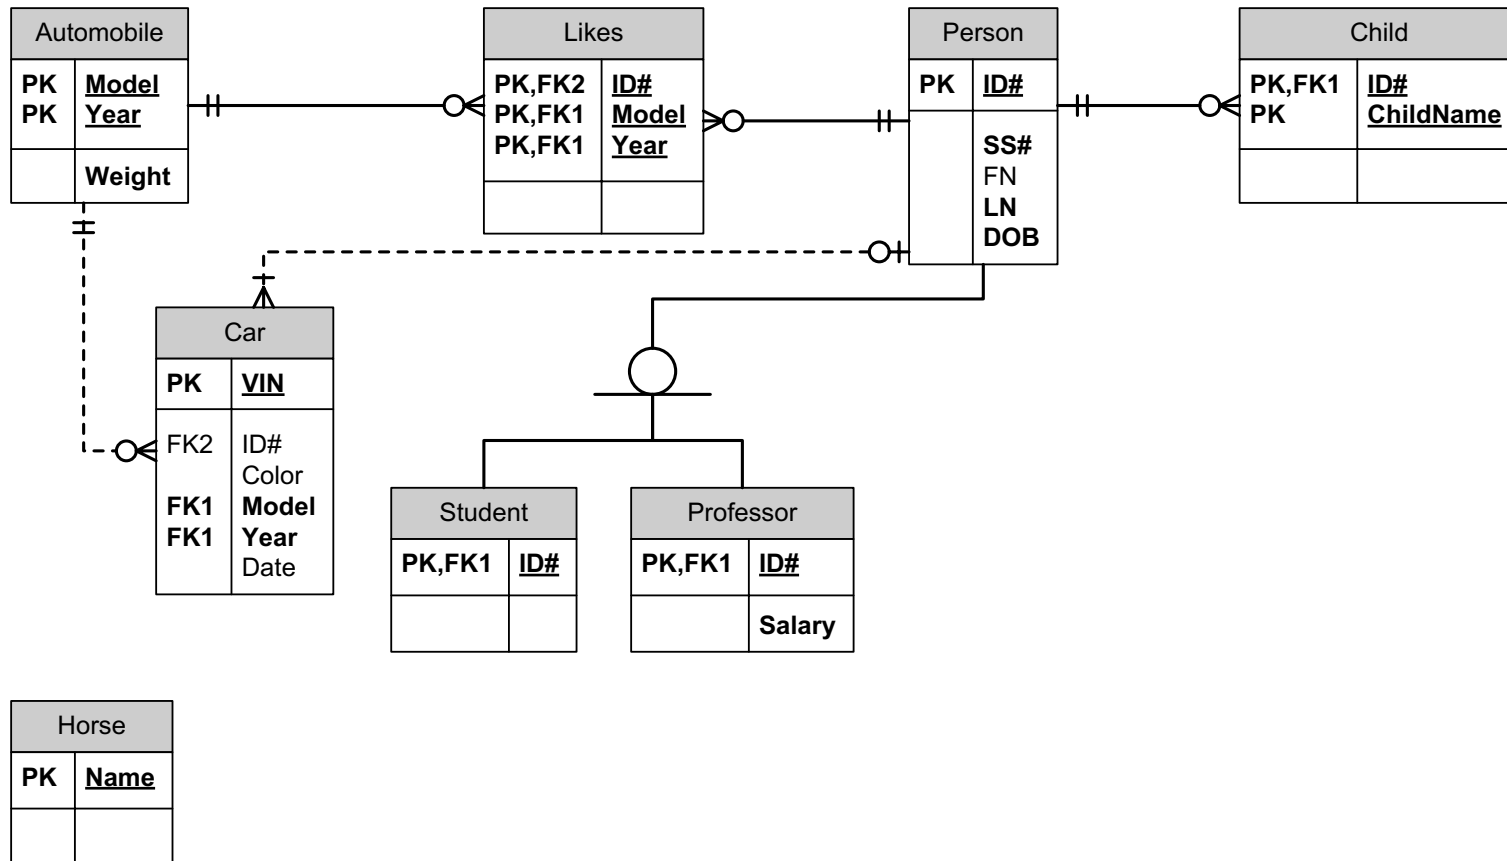 Automobile
PK Model
PK Year
Weight
Likes
PK,FK2 ID#
PK,FK1 Model
PK,FK1 Year
Person
PK ID#
SS#
FN
LN
DOB
Child
PK,FK1 ID#
PK ChildName
Car
PK VIN
FK2 ID#
Color
FK1 Model
FK1 Year
Date
Student
PK,FK1 ID#
Professor
PK,FK1 ID#
Salary
Horse
PK Name